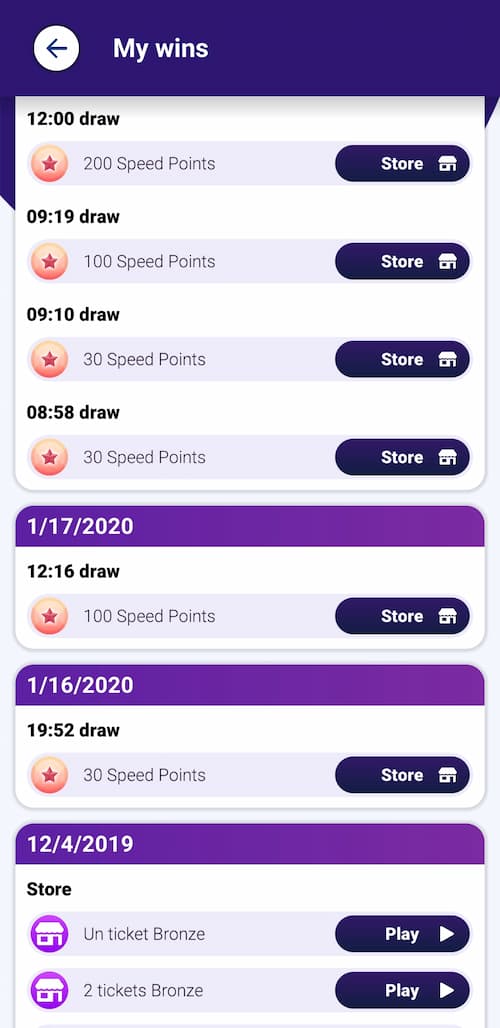 My wins
12:00 draw
200 Speed Points Store
09:19 draw
100 Speed Points Store
09:10 draw
30 Speed Points Store
08:58 draw
30 Speed Points Store
1/17/2020
12:16 draw
100 Speed Points Store
1/16/2020
19:52 draw
30 Speed Points Store
12/4/2019
Store
Un ticket Bronze Play
2 tickets Bronze Play